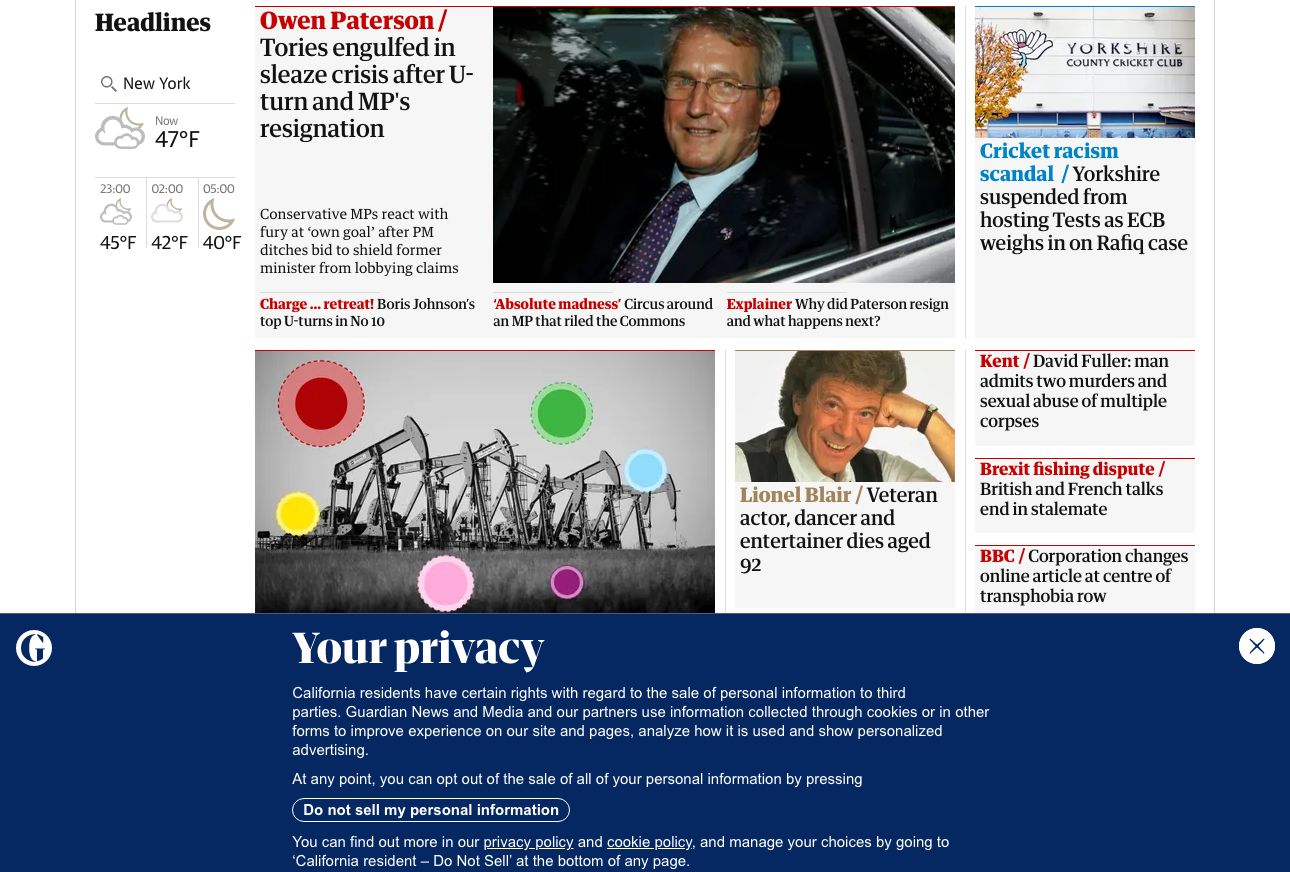 Headlines
New York
Now
47°F
23:00
02:00
05:00
45°F
42°F
40°F
Owen Paterson /
Tories engulfed in
sleaze crisis after U-
turn and MP's
resignation
Conservative MPs react with
fury at ‘own goal’ after PM
ditches bid to shield former
minister from lobbying claims
Charge ... retreat! Boris Johnson’s
top U-turns in No 10
‘Absolute madness’ Circus around
an MP that riled the Commons
Explainer Why did Paterson resign
and what happens next?
YORKSHIRE
COUNTY CRICKET CLUB
Cricket racism
scandal / Yorkshire
suspended from
hosting Tests as ECB
weighs in on Rafiq case
Lionel Blair / Veteran
actor, dancer and
entertainer dies aged
92
Kent / David Fuller: man
admits two murders and
sexual abuse of multiple
corpses
Brexit fishing dispute /
British and French talks
end in stalemate
BBC / Corporation changes
online article at centre of
transphobia row
G
Your privacy
California residents have certain rights with regard to the sale of personal information to third
parties. Guardian News and Media and our partners use information collected through cookies or in other
forms to improve experience on our site and pages, analyze how it is used and show personalized
advertising.
At any point, you can opt out of the sale of all of your personal information by pressing
Do not sell my personal information
You can find out more in our privacy policy and cookie policy, and manage your choices by going to
‘California resident – Do Not Sell’ at the bottom of any page.